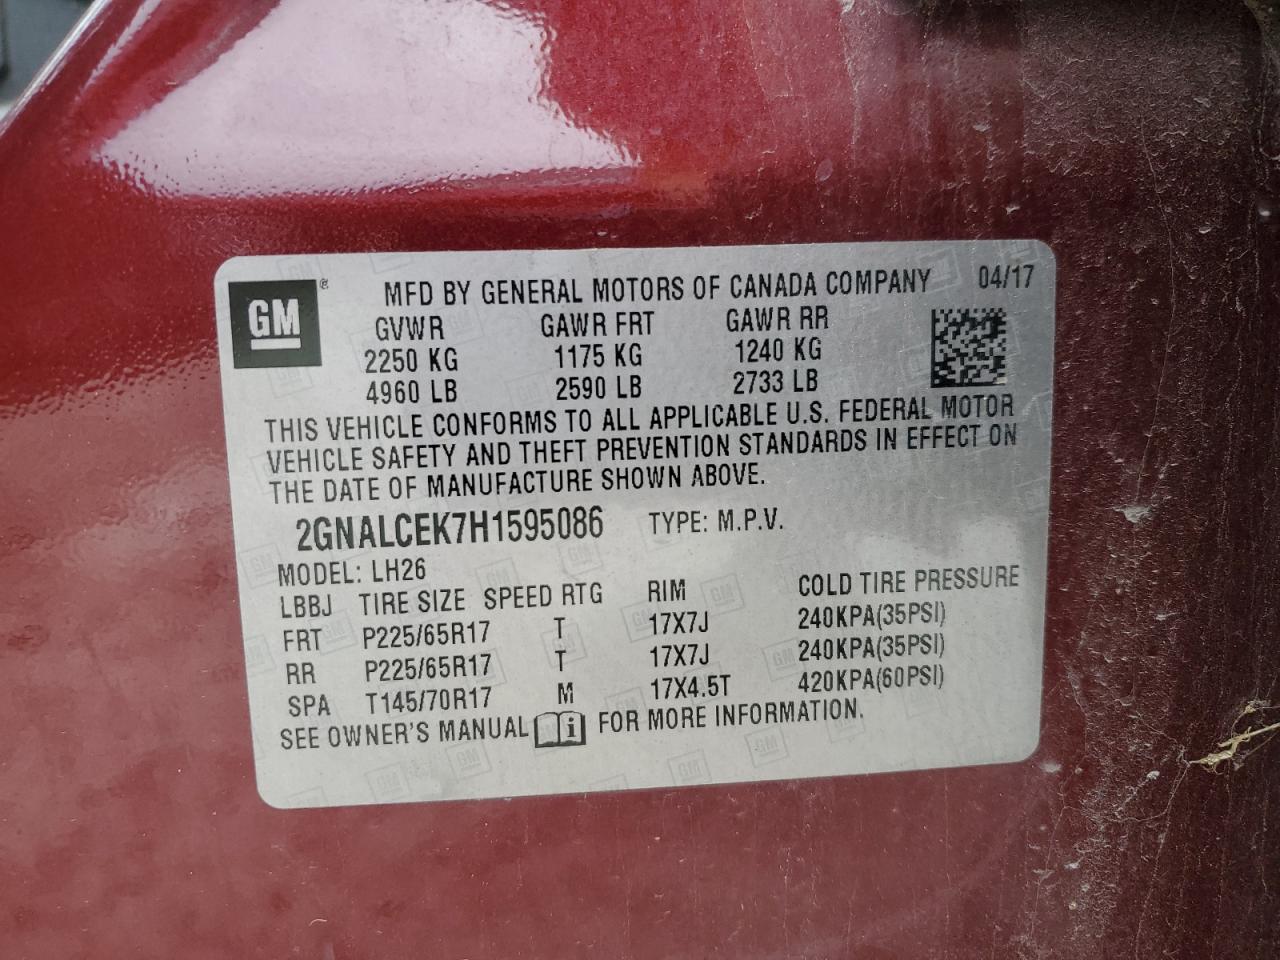 GM ® MFD BY GENERAL MOTORS OF CANADA COMPANY 04/17
GVWR GAWR FRT GAWR RR
2250 KG 1175 KG 1240 KG
4960 LB 2590 LB 2733 LB
THIS VEHICLE CONFORMS TO ALL APPLICABLE U.S. FEDERAL MOTOR
VEHICLE SAFETY AND THEFT PREVENTION STANDARDS IN EFFECT ON
THE DATE OF MANUFACTURE SHOWN ABOVE.
2GNALCEK7H1595086 TYPE: M.P.V.
MODEL: LH26
LBBJ TIRE SIZE SPEED RTG RIM COLD TIRE PRESSURE
FRT P225/65R17 T 17X7J 240KPA(35PSI)
RR P225/65R17 T 17X7J 240KPA(35PSI)
SPA T145/70R17 M 17X4.5T 420KPA(60PSI)
SEE OWNER'S MANUAL i FOR MORE INFORMATION.